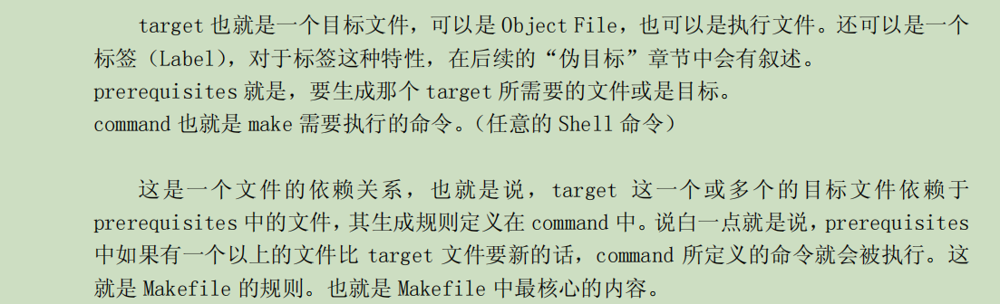 target 也就是一个目标文件，可以是 Object File，也可以是执行文件。还可以是一个
标签（Label），对于标签这种特性，在后续的“伪目标”章节中会有叙述。
prerequisites 就是，要生成那个 target 所需要的文件或是目标。
command 也就是 make 需要执行的命令。（任意的 Shell 命令）
这是一个文件的依赖关系，也就是说，target 这一个或多个的目标文件依赖于
prerequisites 中的文件，其生成规则定义在 command 中。说白一点就是说，prerequisites
中如果有一个以上的文件比 target 文件要新的话，command 所定义的命令就会被执行。这
就是 Makefile 的规则。也就是 Makefile 中最核心的内容。